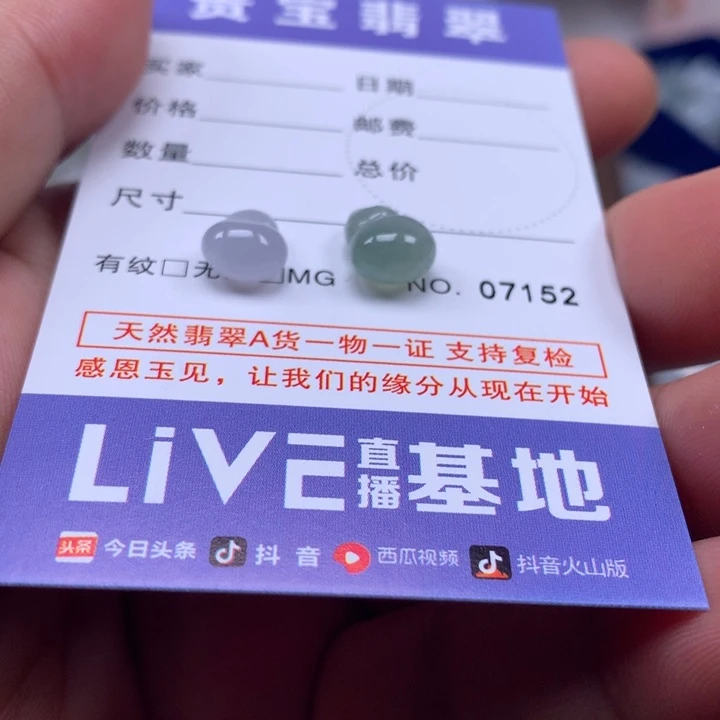 贵宝翡翠
买家
日期
价格
邮费
数量
总价
尺寸
有纹□无
MG
NO. 07152
天然翡翠A货一物一证 支持复检
感恩玉见，让我们的缘分从现在开始
LiVE直播基地
头条 今日头条 抖音 西瓜视频 抖音火山版